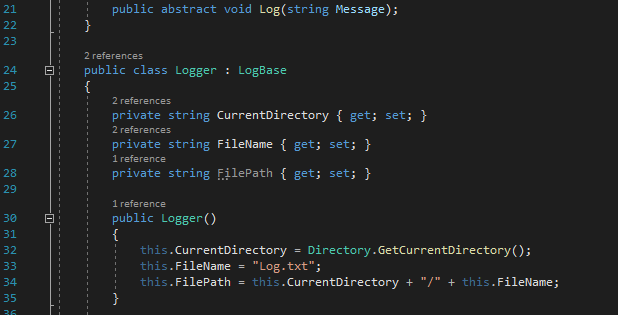 21 public abstract void Log(string Message);
22 }
23
2 references
24 public class Logger : LogBase
25 {
2 references
26 private string CurrentDirectory { get; set; }
2 references
27 private string FileName { get; set; }
1 reference
28 private string FilePath { get; set; }
29
1 reference
30 public Logger()
31 {
32 this.CurrentDirectory = Directory.GetCurrentDirectory();
33 this.FileName = "Log.txt";
34 this.FilePath = this.CurrentDirectory + "/" + this.FileName;
35 }
36